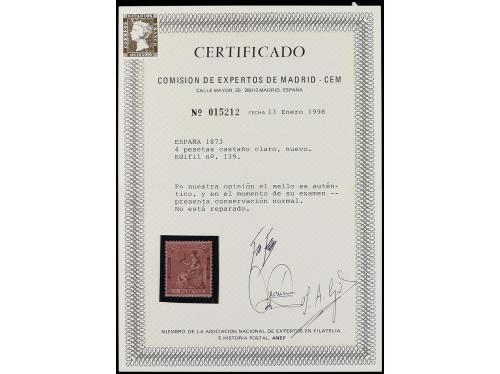 CERTIFICADO
COMISION DE EXPERTOS DE MADRID - CEM
CALLE MAYOR, 30. 28013 MADRID. ESPAÑA
Nº 015212 FECHA 13 Enero 1998
ESPAÑA 1873
4 pesetas castaño claro, nuevo.
Edifil nº. 139.
En nuestra opinión el sello es autén-
tico, y en el momento de su examen --
presenta conservación normal.
No está reparado.
4 PESETAS
MIEMBRO DE LA ASOCIACION NACIONAL DE EXPERTOS EN FILATELIA
E HISTORIA POSTAL. ANEF